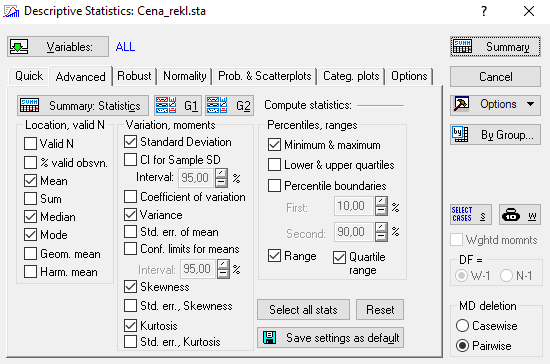 Descriptive Statistics: Cena_rekl.sta
?
Variables:
ALL
SUMM Summary
Quick
Advanced
Robust
Normality
Prob. & Scatterplots
Categ. plots
Options
Cancel
SUMM Summary: Statistics
G1
G2
Compute statistics:
Options
By Group...
Location, valid N
Valid N
% valid obsvn.
Mean
Sum
Median
Mode
Geom. mean
Harm. mean
Variation, moments
Standard Deviation
CI for Sample SD
Interval: 95,00 %
Coefficient of variation
Variance
Std. err. of mean
Conf. limits for means
Interval: 95,00 %
Skewness
Std. err., Skewness
Kurtosis
Std. err., Kurtosis
Percentiles, ranges
Minimum & maximum
Lower & upper quartiles
Percentile boundaries
First: 10,00 %
Second: 90,00 %
Range
Quartile
range
Select all stats
Reset
Save settings as default
SELECT
CASES S
W
Wghtd momnts
DF =
W-1
N-1
MD deletion
Casewise
Pairwise